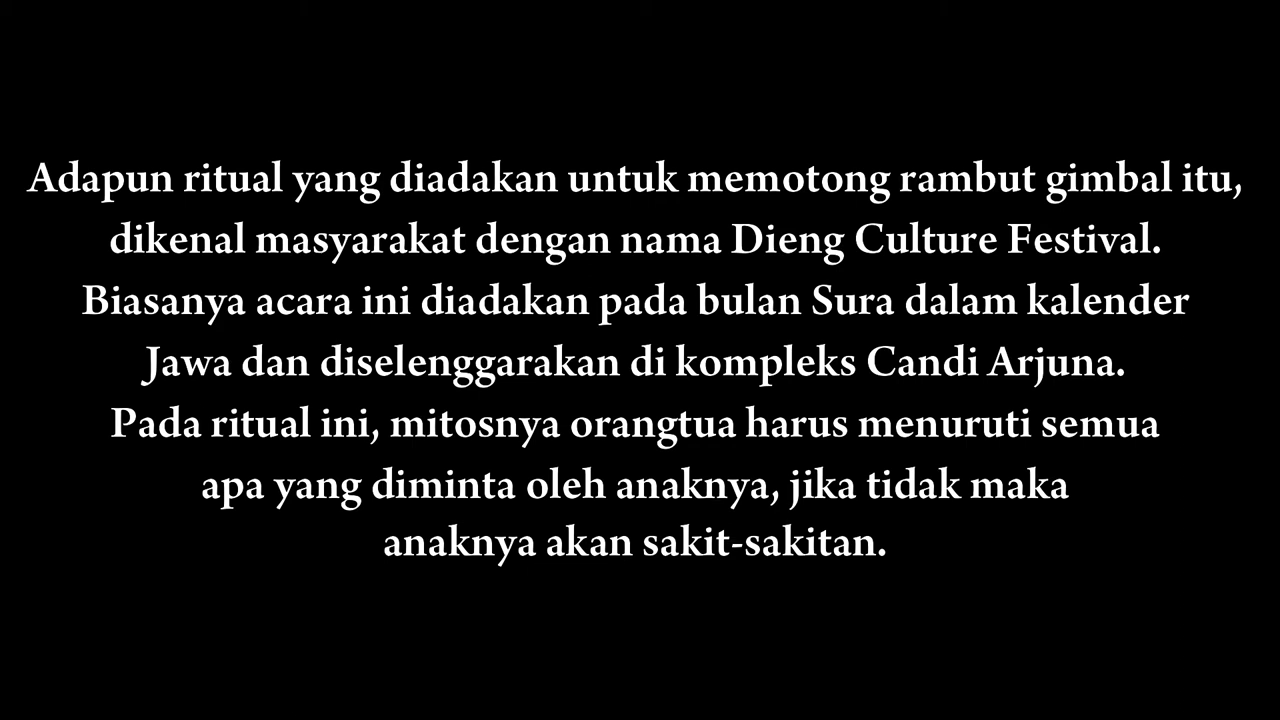 Adapun ritual yang diadakan untuk memotong rambut gimbal itu,
dikenal masyarakat dengan nama Dieng Culture Festival.
Biasanya acara ini diadakan pada bulan Sura dalam kalender
Jawa dan diselenggarakan di kompleks Candi Arjuna.
Pada ritual ini, mitosnya orangtua harus menuruti semua
apa yang diminta oleh anaknya, jika tidak maka
anaknya akan sakit-sakitan.